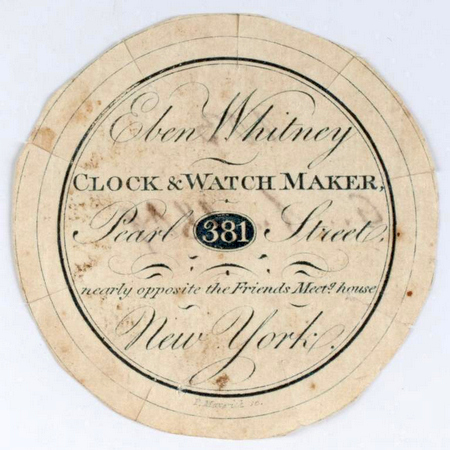 Eben Whitney
CLOCK & WATCH MAKER,
Pearl 381 Street.
nearly opposite the Friends Meetg. house
New York.